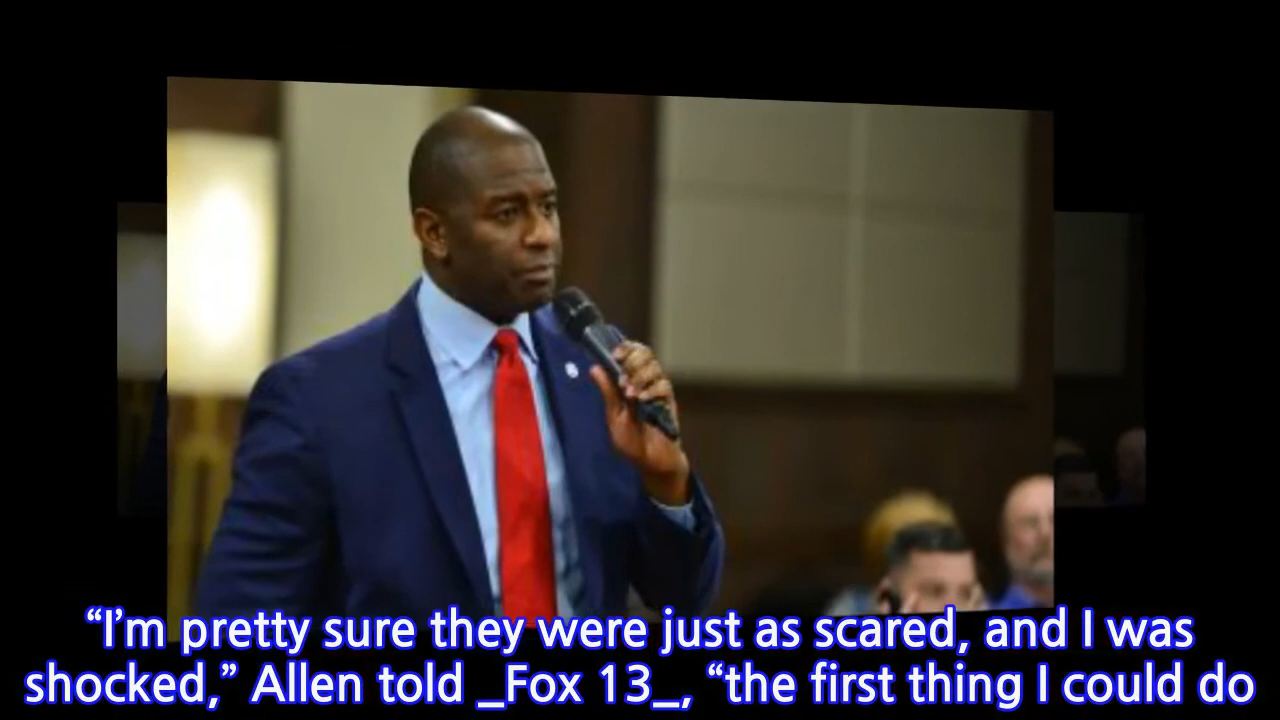 “I’m pretty sure they were just as scared, and I was
shocked,” Allen told _Fox 13_, “the first thing I could do